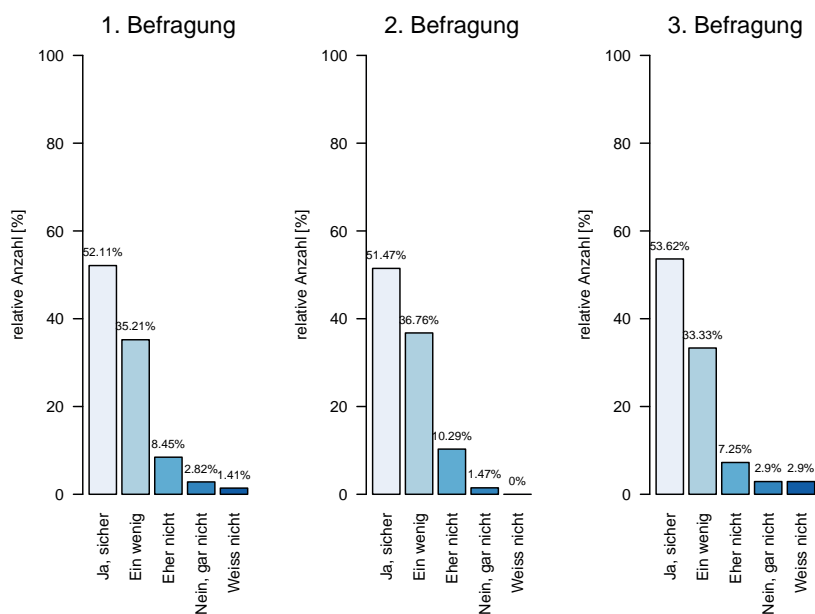 1. Befragung
100
80
60
40
20
0
relative Anzahl [%]
52.11%
35.21%
8.45%
2.82%
1.41%
Ja, sicher
Ein wenig
Eher nicht
Nein, gar nicht
Weiss nicht
2. Befragung
100
80
60
40
20
0
relative Anzahl [%]
51.47%
36.76%
10.29%
1.47%
0%
Ja, sicher
Ein wenig
Eher nicht
Nein, gar nicht
Weiss nicht
3. Befragung
100
80
60
40
20
0
relative Anzahl [%]
53.62%
33.33%
7.25%
2.9%
2.9%
Ja, sicher
Ein wenig
Eher nicht
Nein, gar nicht
Weiss nicht